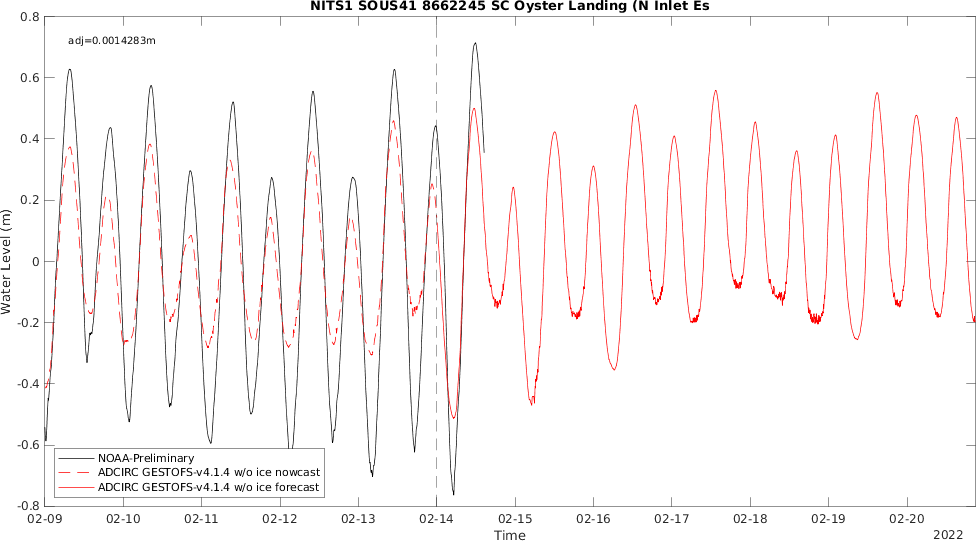 NITS1 SOUS41 8662245 SC Oyster Landing (N Inlet Es
adj=0.0014283m
0.8
0.6
0.4
0.2
0
-0.2
-0.4
-0.6
-0.8
Water Level (m)
NOAA-Preliminary
ADCIRC GESTOFS-v4.1.4 w/o ice nowcast
ADCIRC GESTOFS-v4.1.4 w/o ice forecast
02-09 02-10 02-11 02-12 02-13 02-14 02-15 02-16 02-17 02-18 02-19 02-20
Time
2022